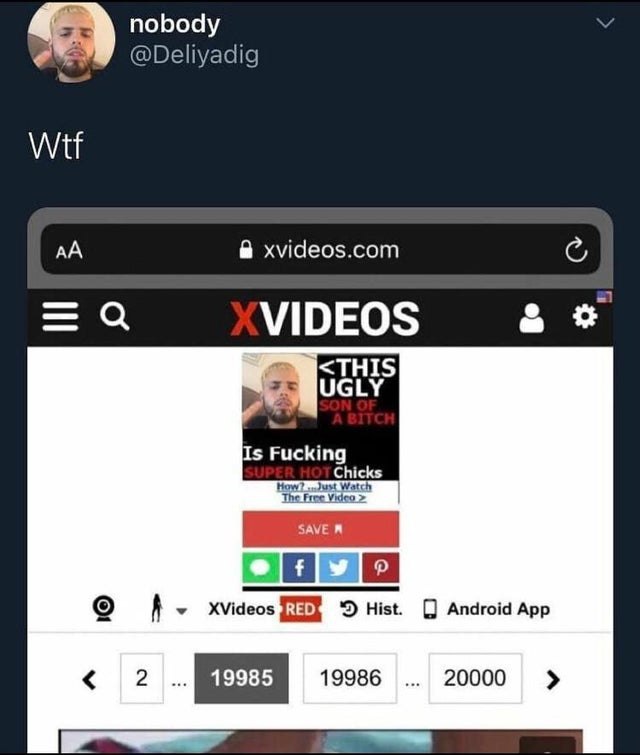 nobody
@Deliyadig
Wtf
AA xvideos.com
XVIDEOS
<THIS
UGLY
SON OF
A BITCH
Is Fucking
SUPER HOT Chicks
How? ...Just Watch
The Free Video >
SAVE
XVideos RED Hist. Android App
< 2 ... 19985 19986 ... 20000 >